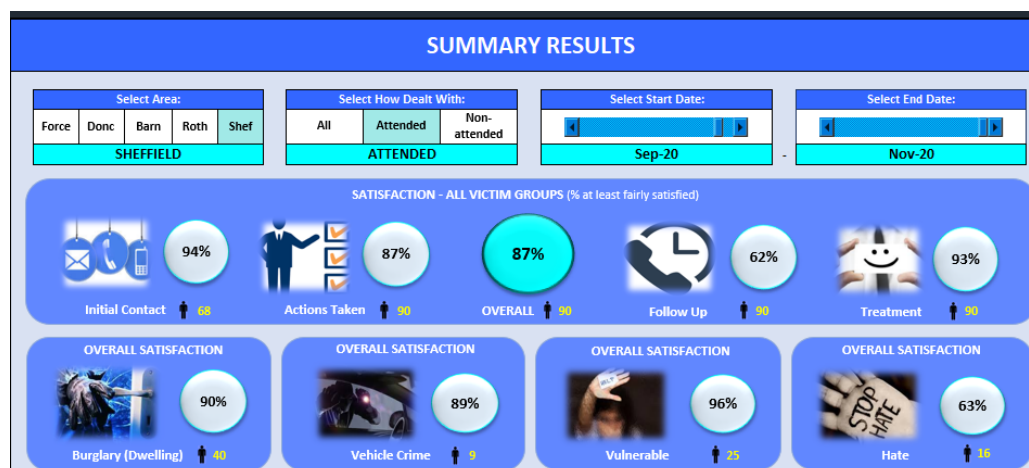 SUMMARY RESULTS
Select Area:
Force Donc Barn Roth Shef
SHEFFIELD
Select How Dealt With:
All Attended Non-attended
ATTENDED
Select Start Date:
Sep-20
-
Select End Date:
Nov-20
SATISFACTION - ALL VICTIM GROUPS (% at least fairly satisfied)
94%
Initial Contact 68
87%
Actions Taken 90
87%
OVERALL 90
62%
Follow Up 90
93%
Treatment 90
OVERALL SATISFACTION
90%
Burglary (Dwelling) 40
OVERALL SATISFACTION
89%
Vehicle Crime 9
OVERALL SATISFACTION
HELP
96%
Vulnerable 25
OVERALL SATISFACTION
STOP
HATE
63%
Hate 16